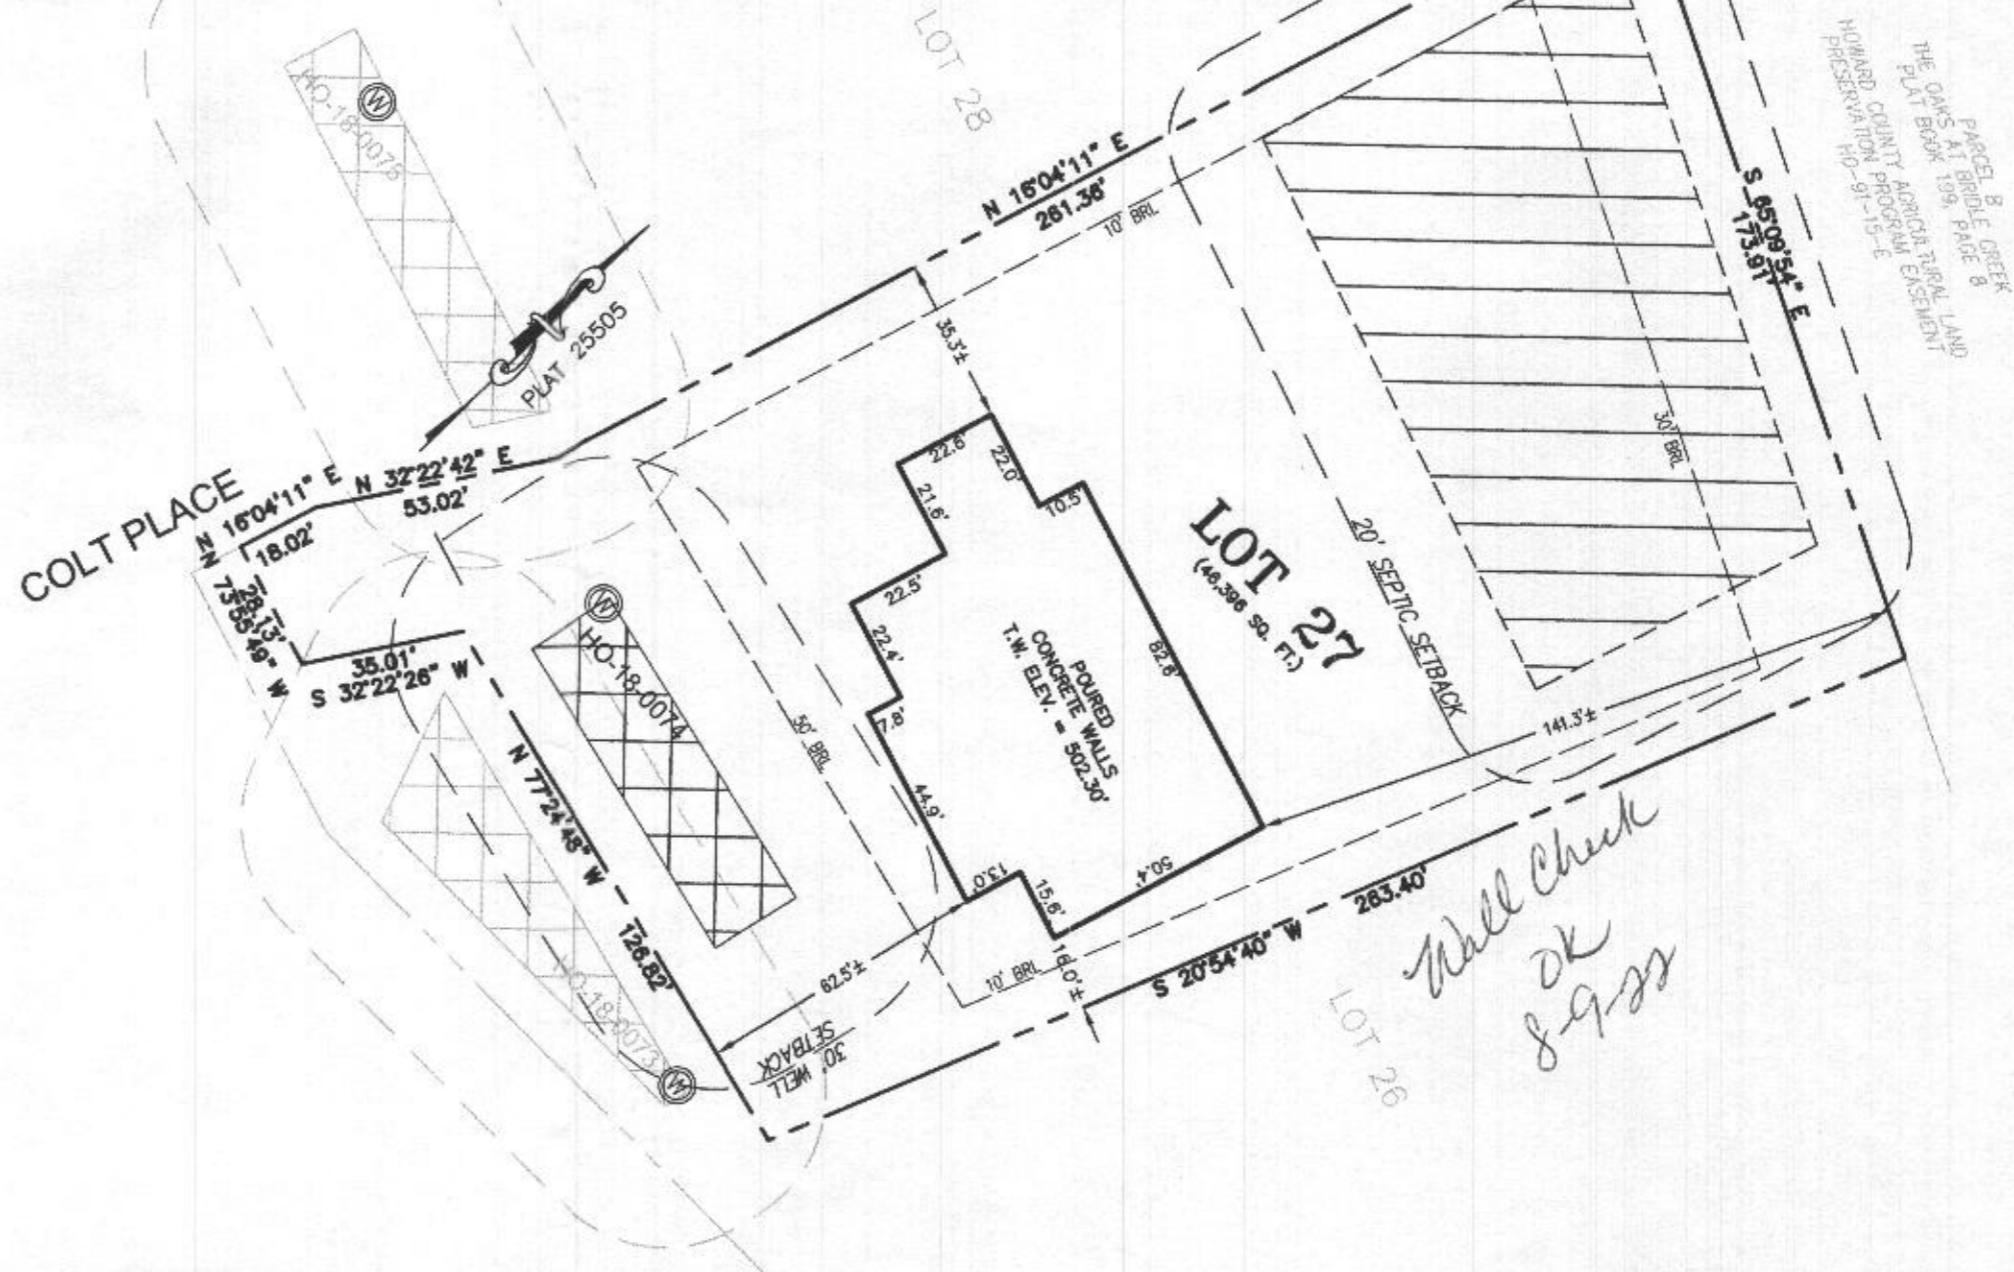 LOT 28
PARCEL B
THE OAKS AT BRIDLE CREEK
PLAT BOOK 199, PAGE 8
HOWARD COUNTY AGRICULTURAL LAND
PRESERVATION PROGRAM EASEMENT
HO-91-15-E
HO-18-0075
W
PLAT 25505
N 16°04'11" E
261.36'
10' BRL
S 65°09'54" E
173.91'
30' BRL
35.3'±
22.6'
22.0'
10.5'
21.6'
22.5'
22.4'
7.8'
44.9'
13.0'
15.6'
50.4'
82.8'
COLT PLACE
N 16°04'11" E
18.02'
N 32°22'42" E
53.02'
N 73°55'49" W
28.13'
35.01'
S 32°22'26" W
W
HO-18-0074
50' BRL
POURED
CONCRETE WALLS
T.W. ELEV. = 502.30'
LOT 27
(46,396 SQ. FT.)
20' SEPTIC SETBACK
141.3'±
N 77°24'48" W
126.82'
HO-18-0073
W
62.5'±
30' WELL
SETBACK
10' BRL
16.0'±
S 20°54'40" W
283.40'
LOT 26
Wall Check
OK
8-9-22